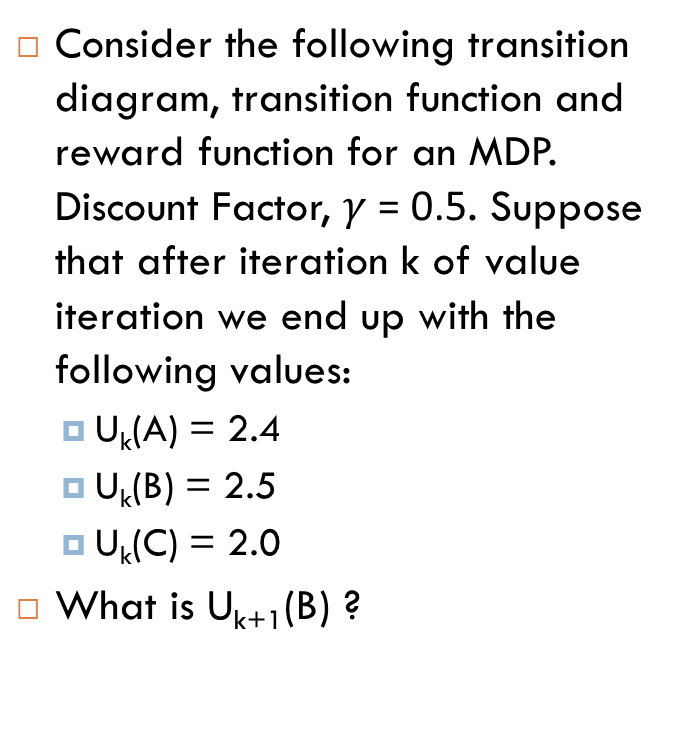 Consider the following transition
diagram, transition function and
reward function for an MDP.
Discount Factor, γ = 0.5. Suppose
that after iteration k of value
iteration we end up with the
following values:
Uₖ(A) = 2.4
Uₖ(B) = 2.5
Uₖ(C) = 2.0
What is Uₖ₊₁(B) ?